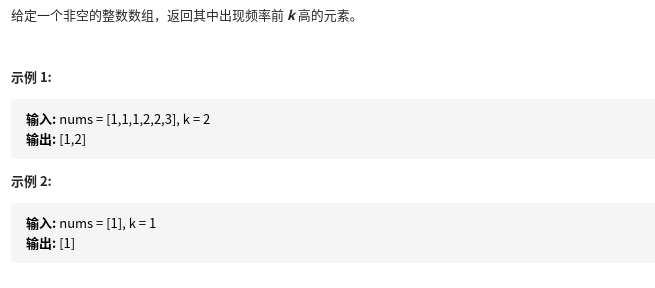 给定一个非空的整数数组，返回其中出现频率前 k 高的元素。
示例 1:
输入: nums = [1,1,1,2,2,3], k = 2
输出: [1,2]
示例 2:
输入: nums = [1], k = 1
输出: [1]